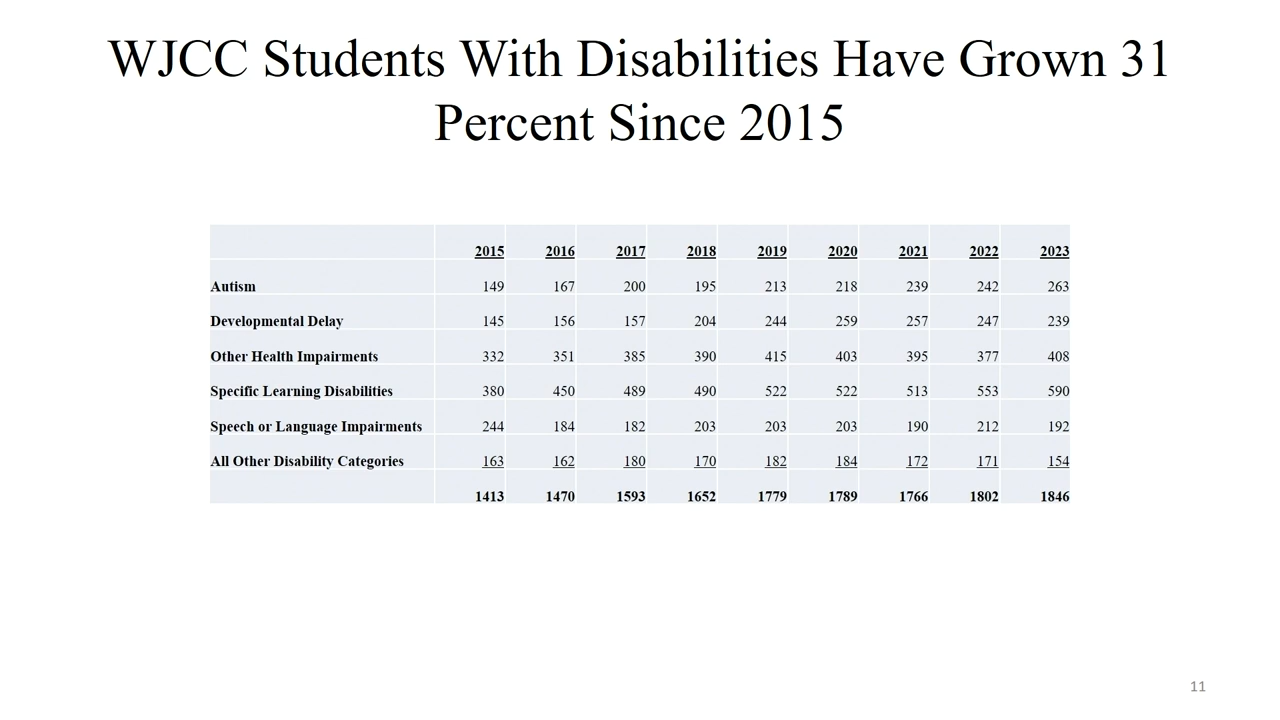 WJCC Students With Disabilities Have Grown 31
Percent Since 2015
2015 2016 2017 2018 2019 2020 2021 2022 2023
Autism 149 167 200 195 213 218 239 242 263
Developmental Delay 145 156 157 204 244 259 257 247 239
Other Health Impairments 332 351 385 390 415 403 395 377 408
Specific Learning Disabilities 380 450 489 490 522 522 513 553 590
Speech or Language Impairments 244 184 182 203 203 203 190 212 192
All Other Disability Categories 163 162 180 170 182 184 172 171 154
1413 1470 1593 1652 1779 1789 1766 1802 1846
11